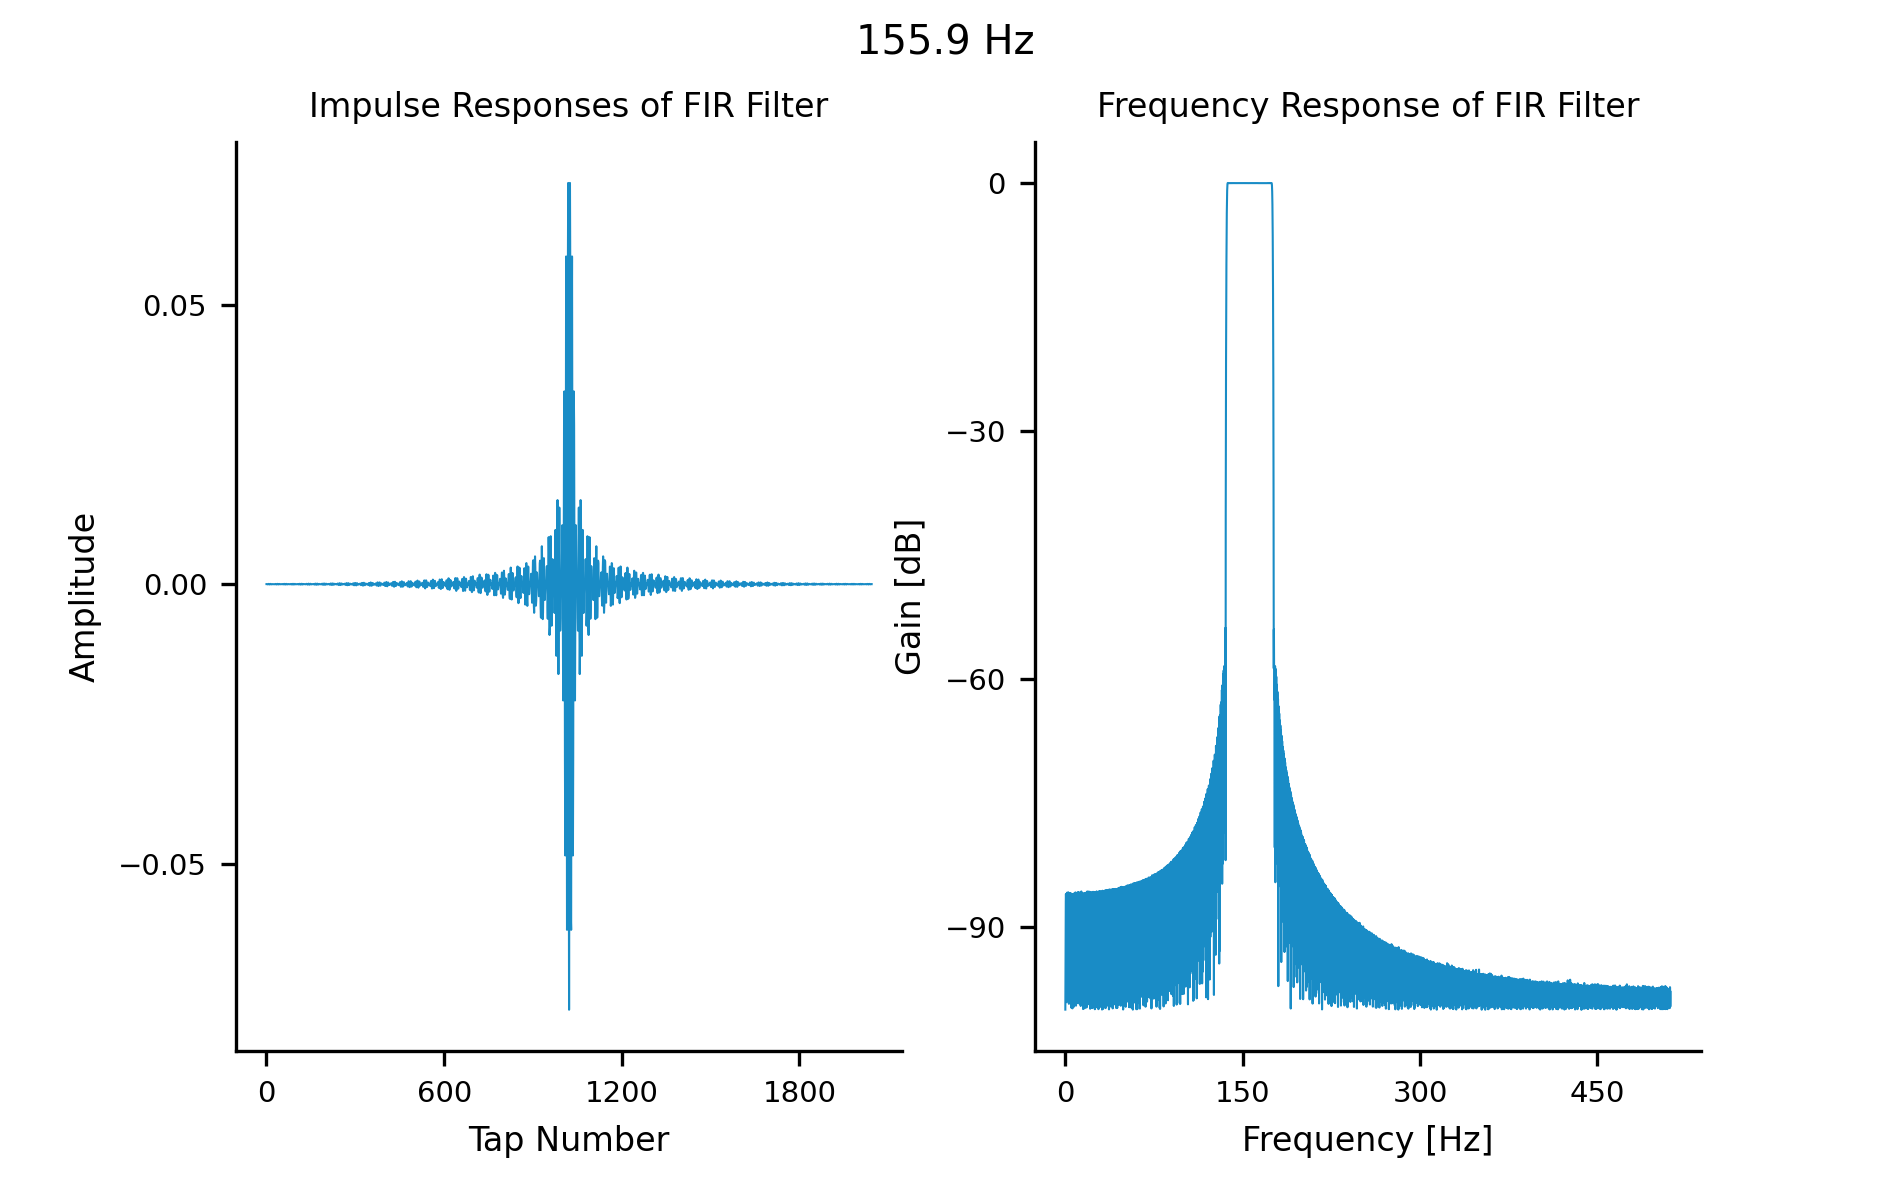 155.9 Hz
Impulse Responses of FIR Filter
Amplitude
0.05
0.00
−0.05
0 600 1200 1800
Tap Number
Frequency Response of FIR Filter
Gain [dB]
0
−30
−60
−90
0 150 300 450
Frequency [Hz]